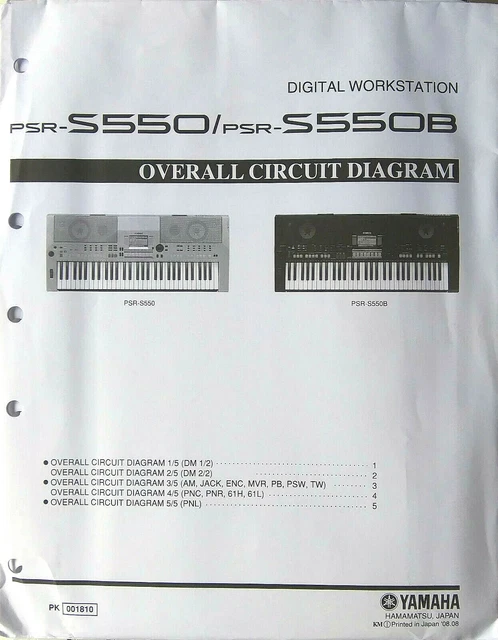 DIGITAL WORKSTATION
PSR-S550/PSR-S550B
OVERALL CIRCUIT DIAGRAM
PSR-S550
PSR-S550B
● OVERALL CIRCUIT DIAGRAM 1/5 (DM 1/2) 1
OVERALL CIRCUIT DIAGRAM 2/5 (DM 2/2) 2
● OVERALL CIRCUIT DIAGRAM 3/5 (AM, JACK, ENC, MVR, PB, PSW, TW) 3
OVERALL CIRCUIT DIAGRAM 4/5 (PNC, PNR, 61H, 61L) 4
● OVERALL CIRCUIT DIAGRAM 5/5 (PNL) 5
PK 001810
YAMAHA
HAMAMATSU, JAPAN
Printed in Japan '08.08